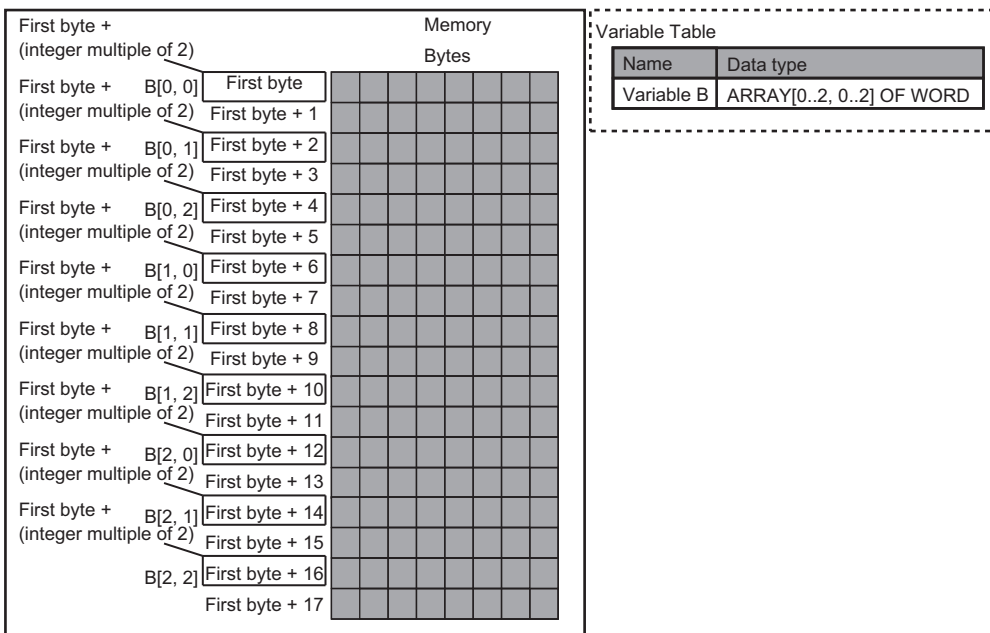 First byte +
(integer multiple of 2)
Memory
Bytes
First byte +
(integer multiple of 2)
B[0, 0]
First byte
First byte + 1
First byte +
(integer multiple of 2)
B[0, 1]
First byte + 2
First byte + 3
First byte +
(integer multiple of 2)
B[0, 2]
First byte + 4
First byte + 5
First byte +
(integer multiple of 2)
B[1, 0]
First byte + 6
First byte + 7
First byte +
(integer multiple of 2)
B[1, 1]
First byte + 8
First byte + 9
First byte +
(integer multiple of 2)
B[1, 2]
First byte + 10
First byte + 11
First byte +
(integer multiple of 2)
B[2, 0]
First byte + 12
First byte + 13
First byte +
(integer multiple of 2)
B[2, 1]
First byte + 14
First byte + 15
B[2, 2]
First byte + 16
First byte + 17
Variable Table
Name Data type
Variable B ARRAY[0..2, 0..2] OF WORD